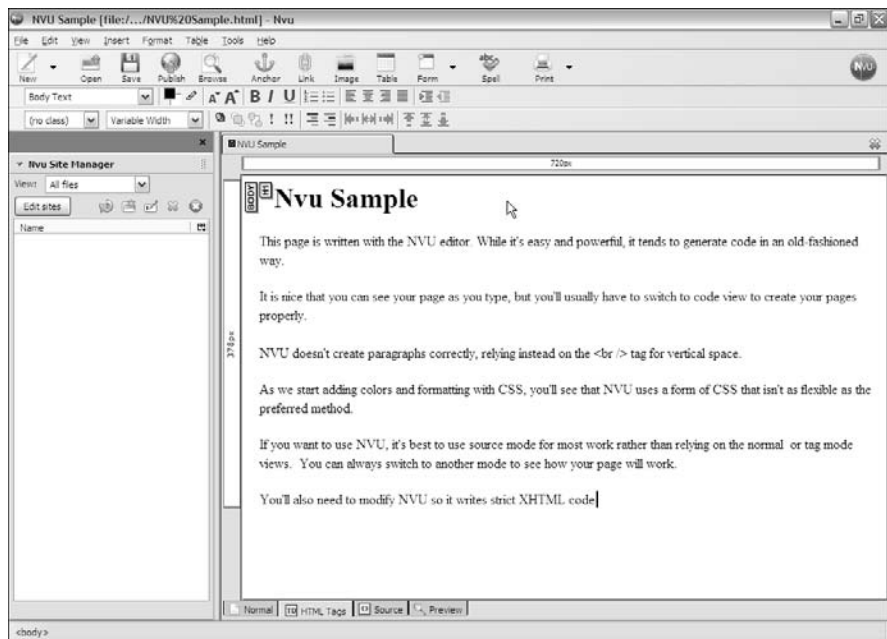 NVU Sample [file:/.../NVU%20Sample.html] - Nvu
File Edit View Insert Format Table Tools Help
New Open Save Publish Browse Anchor Link Image Table Form Spell Print
NVU
Body Text A A B I U
(no class) Variable Width ! !!
NVU Sample
Nvu Site Manager
720px
View: All files
BODY H1 Nvu Sample
Edit sites
Name
This page is written with the NVU editor. While it's easy and powerful, it tends to generate code in an old-fashioned
way.
It is nice that you can see your page as you type, but you'll usually have to switch to code view to create your pages
properly.
378px
NVU doesn't create paragraphs correctly, relying instead on the <br /> tag for vertical space.
As we start adding colors and formatting with CSS, you'll see that NVU uses a form of CSS that isn't as flexible as the
preferred method.
If you want to use NVU, it's best to use source mode for most work rather than relying on the normal or tag mode
views. You can always switch to another mode to see how your page will work.
You'll also need to modify NVU so it writes strict XHTML code
Normal TD HTML Tags Source Preview
<body>